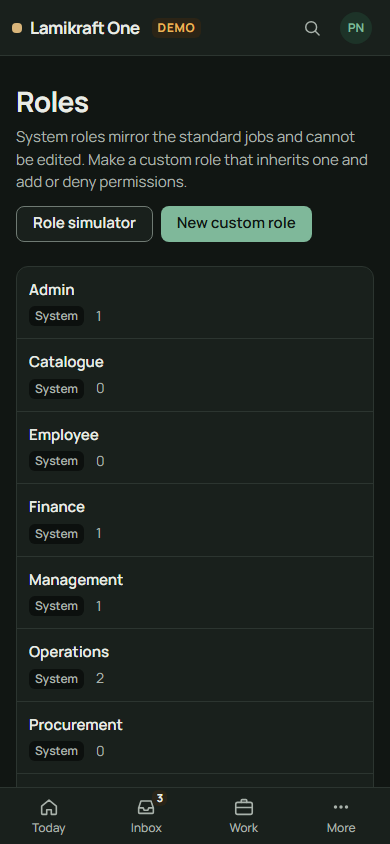 Lamikraft One DEMO PN
Roles
System roles mirror the standard jobs and cannot
be edited. Make a custom role that inherits one and
add or deny permissions.
Role simulator New custom role
Admin
System 1
Catalogue
System 0
Employee
System 0
Finance
System 1
Management
System 1
Operations
System 2
Procurement
System 0
3
Today Inbox Work More